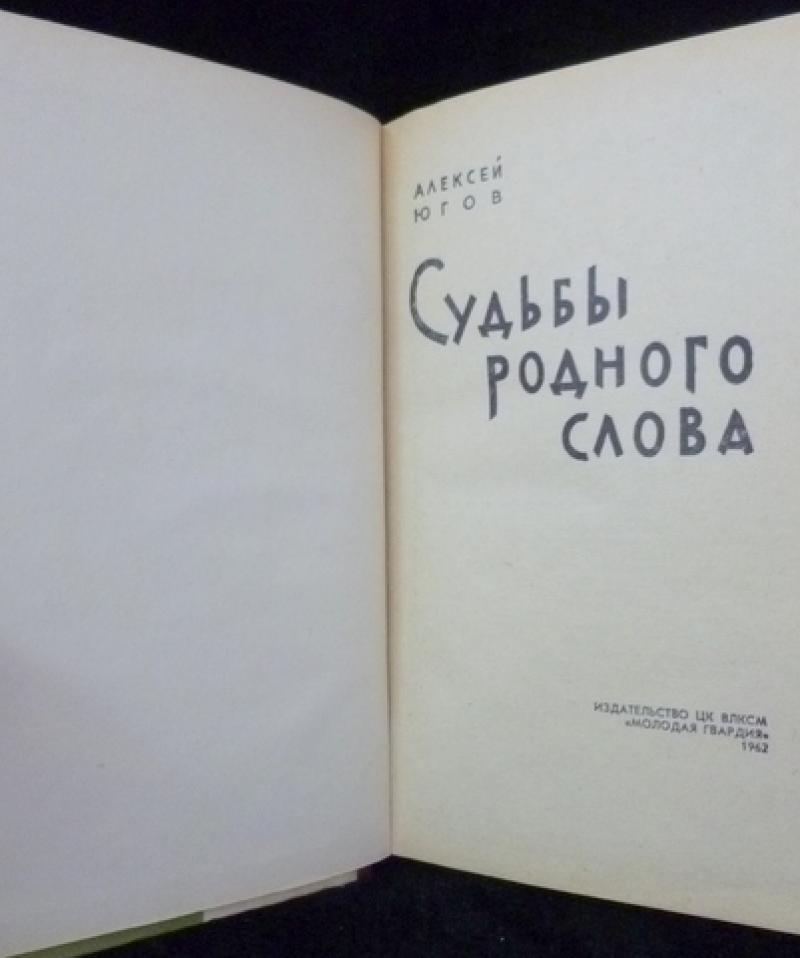 АЛЕКСЕЙ
ЮГОВ
Судьбы
родного
слова
ИЗДАТЕЛЬСТВО ЦК ВЛКСМ
«МОЛОДАЯ ГВАРДИЯ»
1962